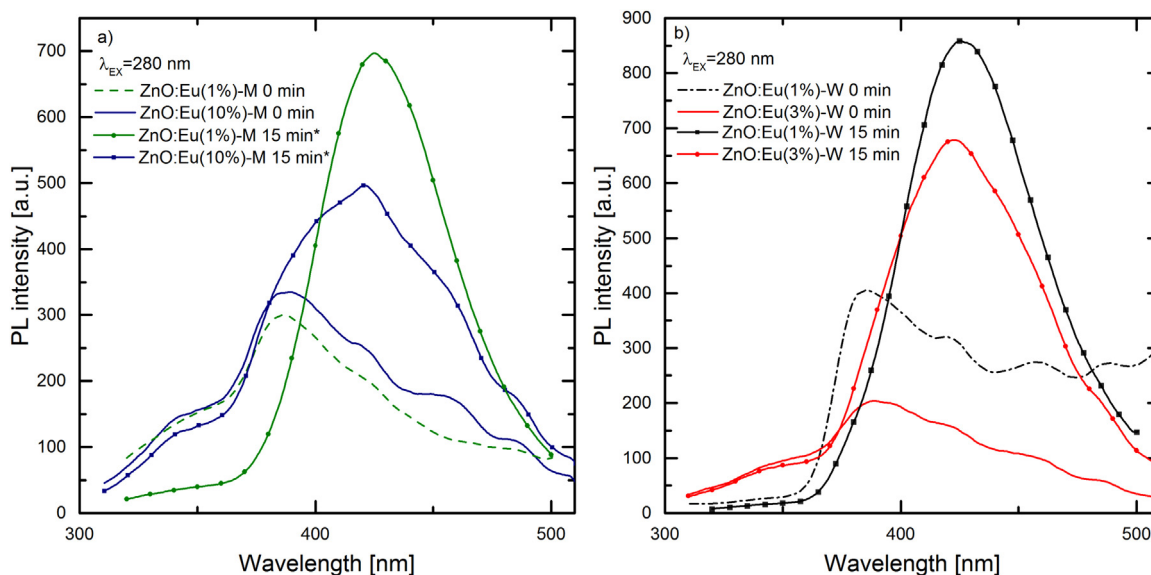 a)
λEX=280 nm
ZnO:Eu(1%)-M 0 min
ZnO:Eu(10%)-M 0 min
ZnO:Eu(1%)-M 15 min*
ZnO:Eu(10%)-M 15 min*
PL intensity [a.u.]
700
600
500
400
300
200
100
0
300
400
500
Wavelength [nm]
b)
λEX=280 nm
ZnO:Eu(1%)-W 0 min
ZnO:Eu(3%)-W 0 min
ZnO:Eu(1%)-W 15 min
ZnO:Eu(3%)-W 15 min
PL intensity [a.u.]
900
800
700
600
500
400
300
200
100
0
300
400
500
Wavelength [nm]